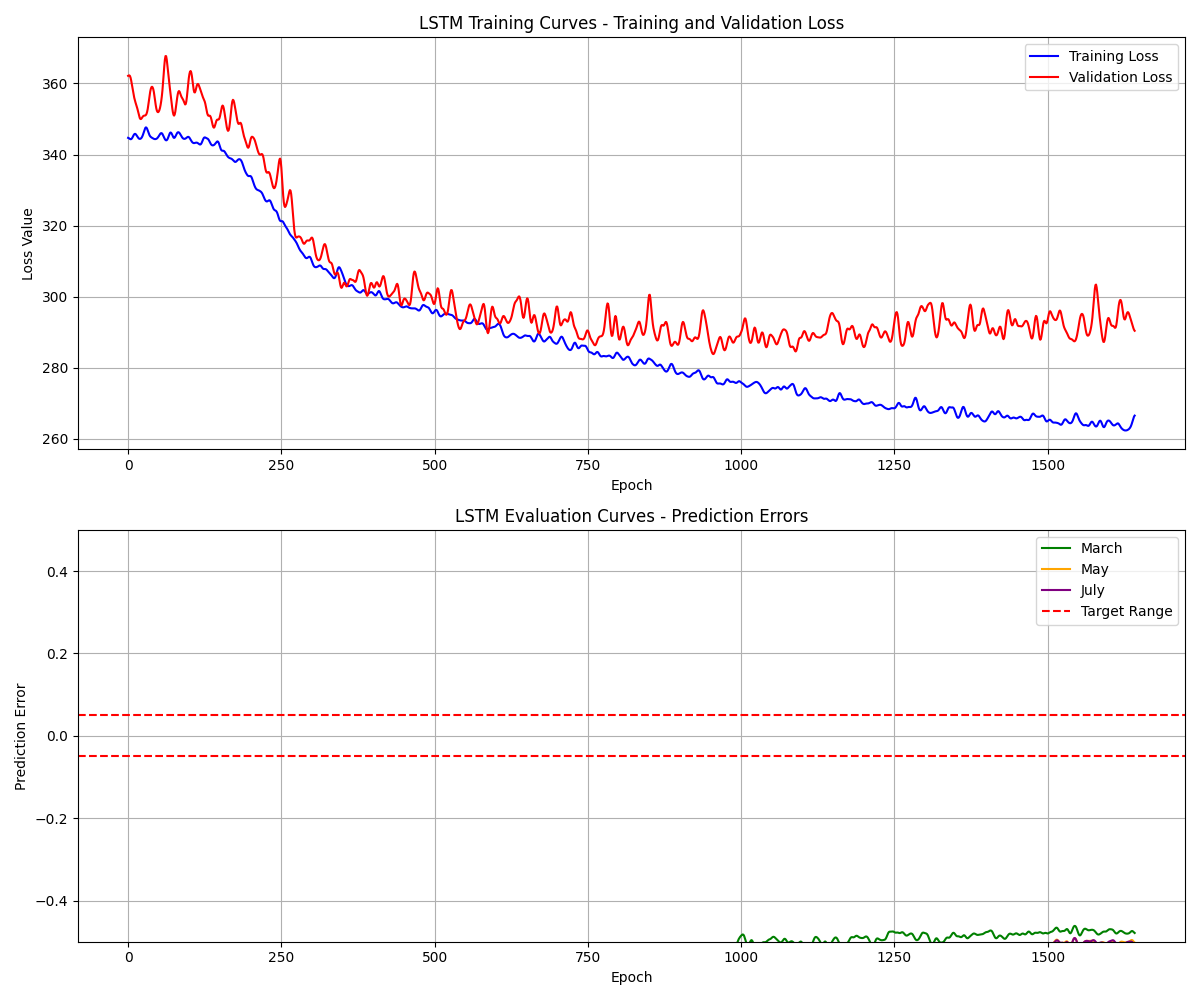 LSTM Training Curves - Training and Validation Loss
Training Loss
Validation Loss
360
340
320
300
280
260
Loss Value
0 250 500 750 1000 1250 1500
Epoch
LSTM Evaluation Curves - Prediction Errors
March
May
July
Target Range
0.4
0.2
0.0
−0.2
−0.4
Prediction Error
0 250 500 750 1000 1250 1500
Epoch